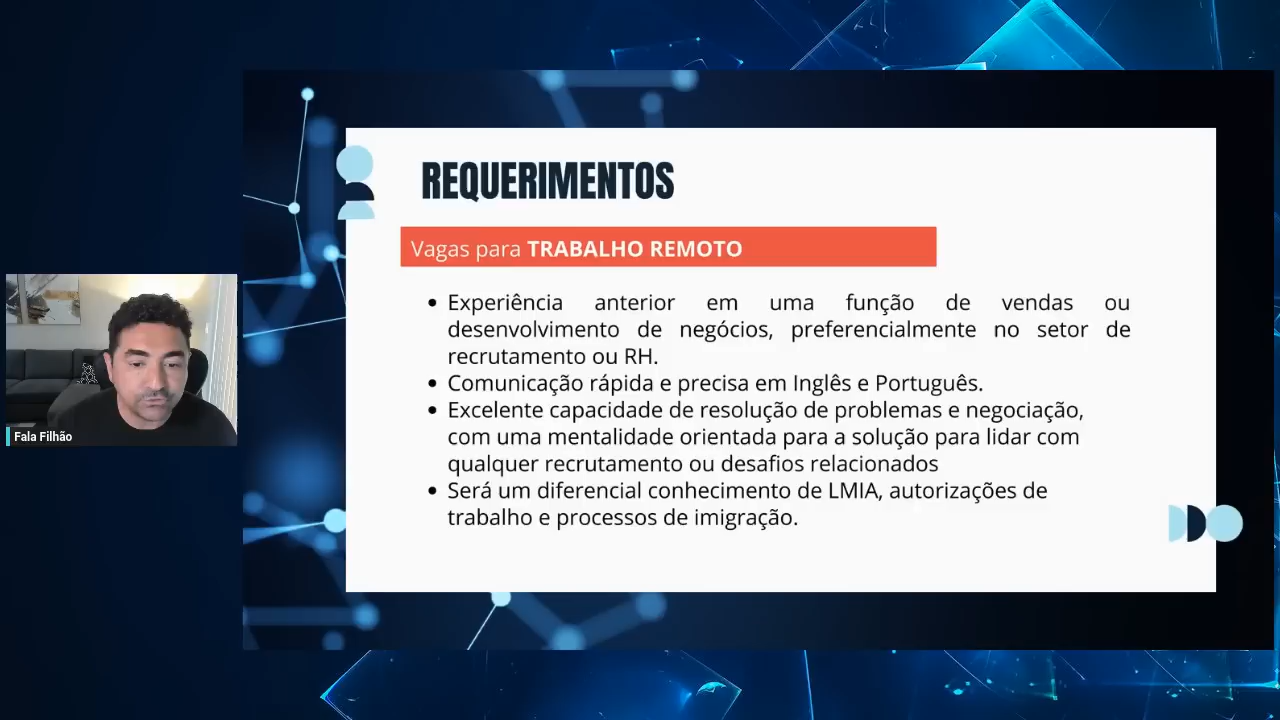 REQUERIMENTOS
Vagas para TRABALHO REMOTO
• Experiência anterior em uma função de vendas ou
desenvolvimento de negócios, preferencialmente no setor de
recrutamento ou RH.
• Comunicação rápida e precisa em Inglês e Português.
• Excelente capacidade de resolução de problemas e negociação,
com uma mentalidade orientada para a solução para lidar com
qualquer recrutamento ou desafios relacionados
• Será um diferencial conhecimento de LMIA, autorizações de
trabalho e processos de imigração.
Fala Filhão